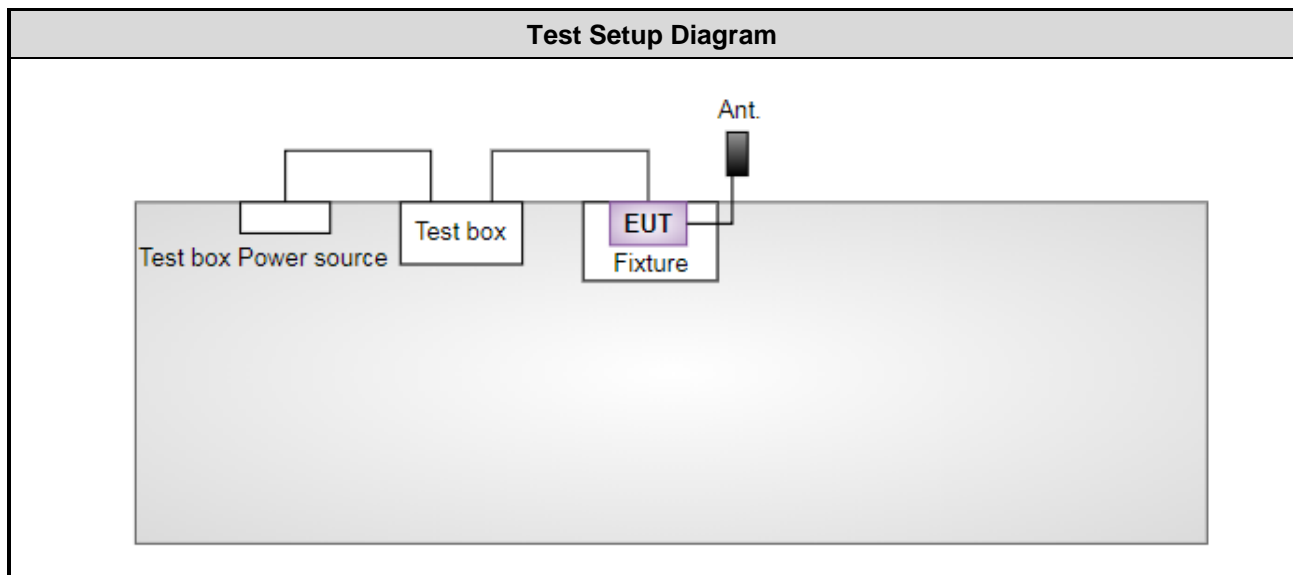 Test Setup Diagram
Ant.
EUT
Test box
Test box Power source
Fixture